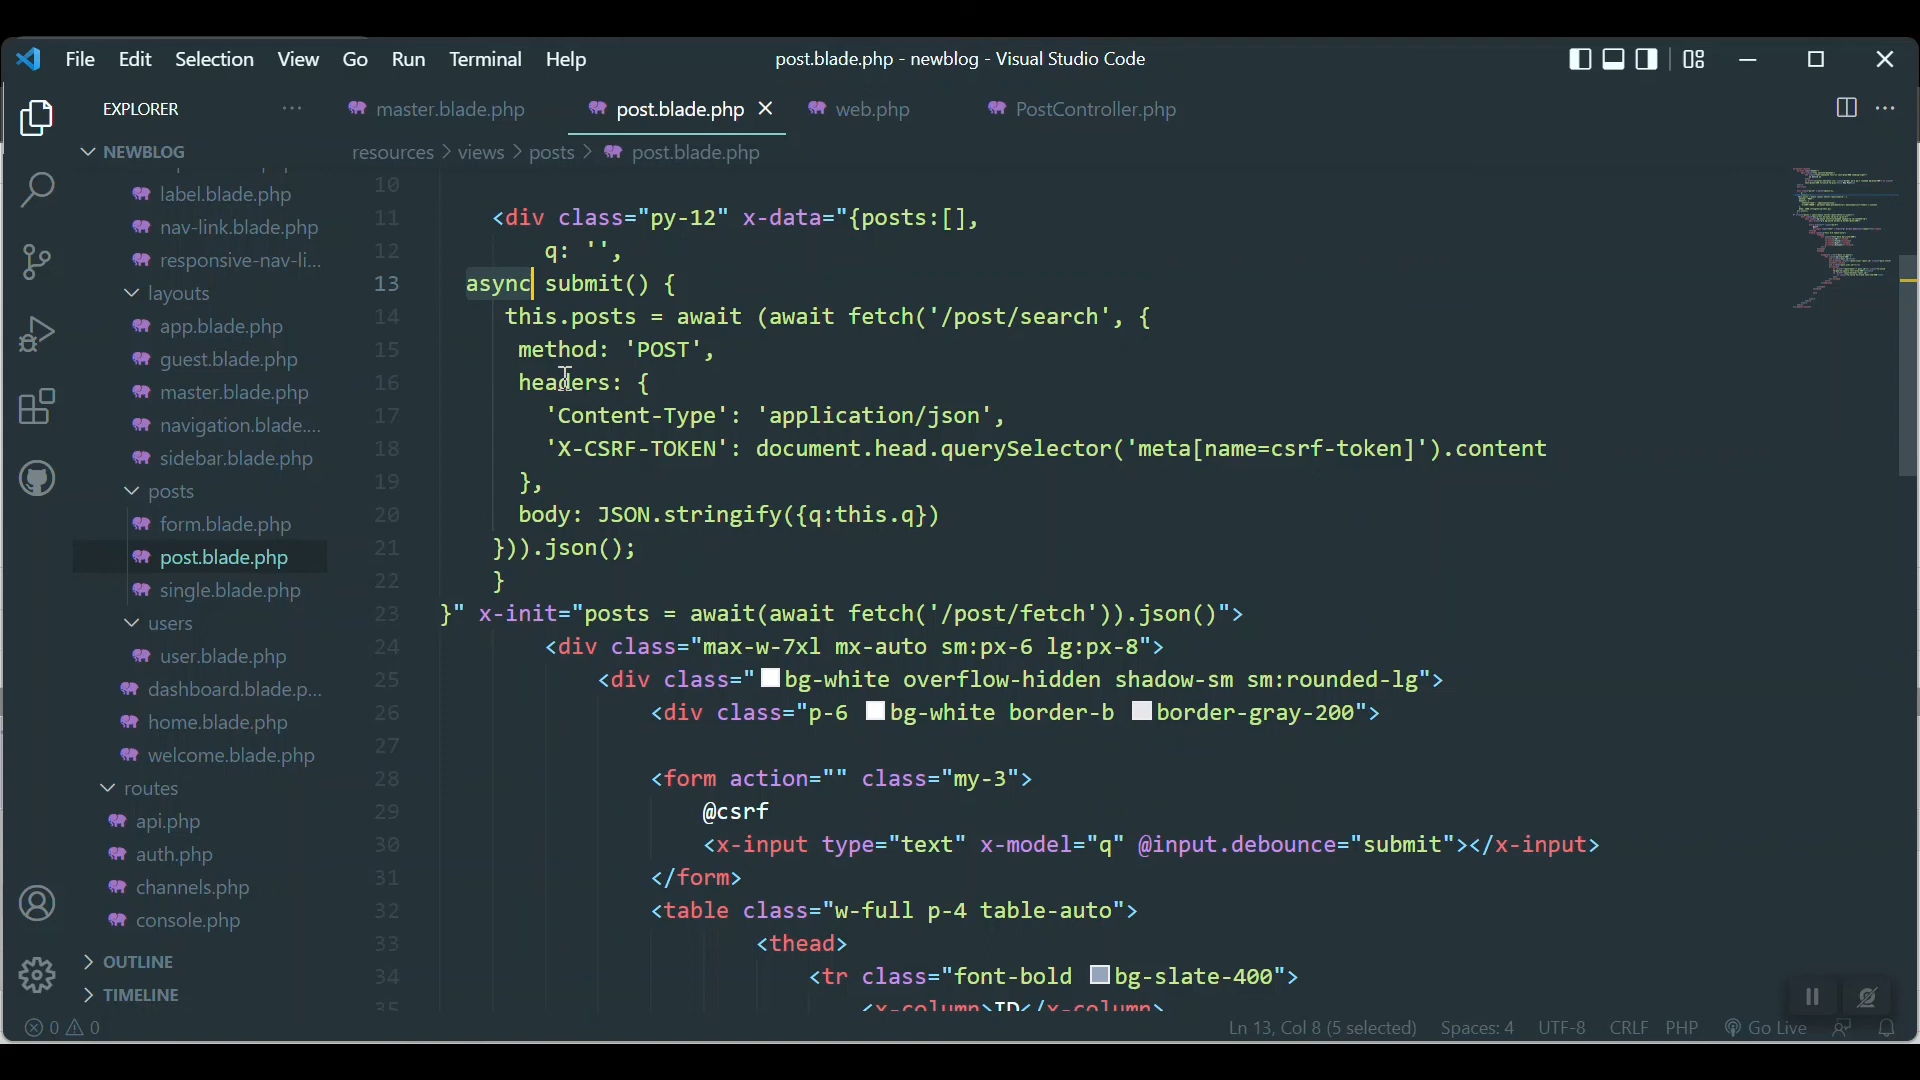 File Edit Selection View Go Run Terminal Help
post.blade.php - newblog - Visual Studio Code
EXPLORER
master.blade.php
post.blade.php
web.php
PostController.php
NEWBLOG
resources > views > posts > post.blade.php
label.blade.php
nav-link.blade.php
responsive-nav-li...
layouts
app.blade.php
guest.blade.php
master.blade.php
navigation.blade....
sidebar.blade.php
posts
form.blade.php
post.blade.php
single.blade.php
users
user.blade.php
dashboard.blade.p...
home.blade.php
welcome.blade.php
routes
api.php
auth.php
channels.php
console.php
OUTLINE
TIMELINE
10
11 <div class="py-12" x-data="{posts:[],
12 q: '',
13 async submit() {
14 this.posts = await (await fetch('/post/search', {
15 method: 'POST',
16 headers: {
17 'Content-Type': 'application/json',
18 'X-CSRF-TOKEN': document.head.querySelector('meta[name=csrf-token]').content
19 },
20 body: JSON.stringify({q:this.q})
21 })).json();
22 }
23 }" x-init="posts = await(await fetch('/post/fetch')).json()">
24 <div class="max-w-7xl mx-auto sm:px-6 lg:px-8">
25 <div class="bg-white overflow-hidden shadow-sm sm:rounded-lg">
26 <div class="p-6 bg-white border-b border-gray-200">
27
28 <form action="" class="my-3">
29 @csrf
30 <x-input type="text" x-model="q" @input.debounce="submit"></x-input>
31 </form>
32 <table class="w-full p-4 table-auto">
33 <thead>
34 <tr class="font-bold bg-slate-400">
35 <x-column>ID</x-column>
0 0
Ln 13, Col 8 (5 selected) Spaces: 4 UTF-8 CRLF PHP Go Live